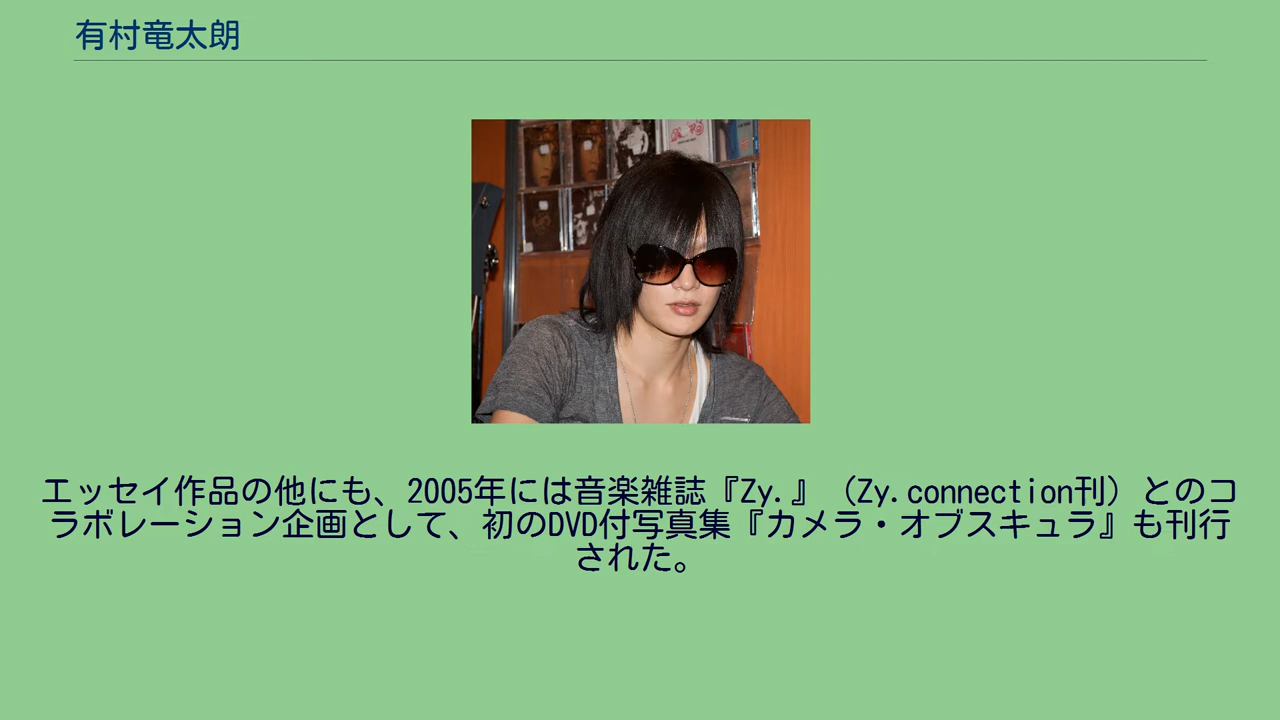 有村竜太朗
エッセイ作品の他にも、2005年には音楽雑誌『Zy.』（Zy.connection刊）とのコ
ラボレーション企画として、初のDVD付写真集『カメラ・オブスキュラ』も刊行
された。